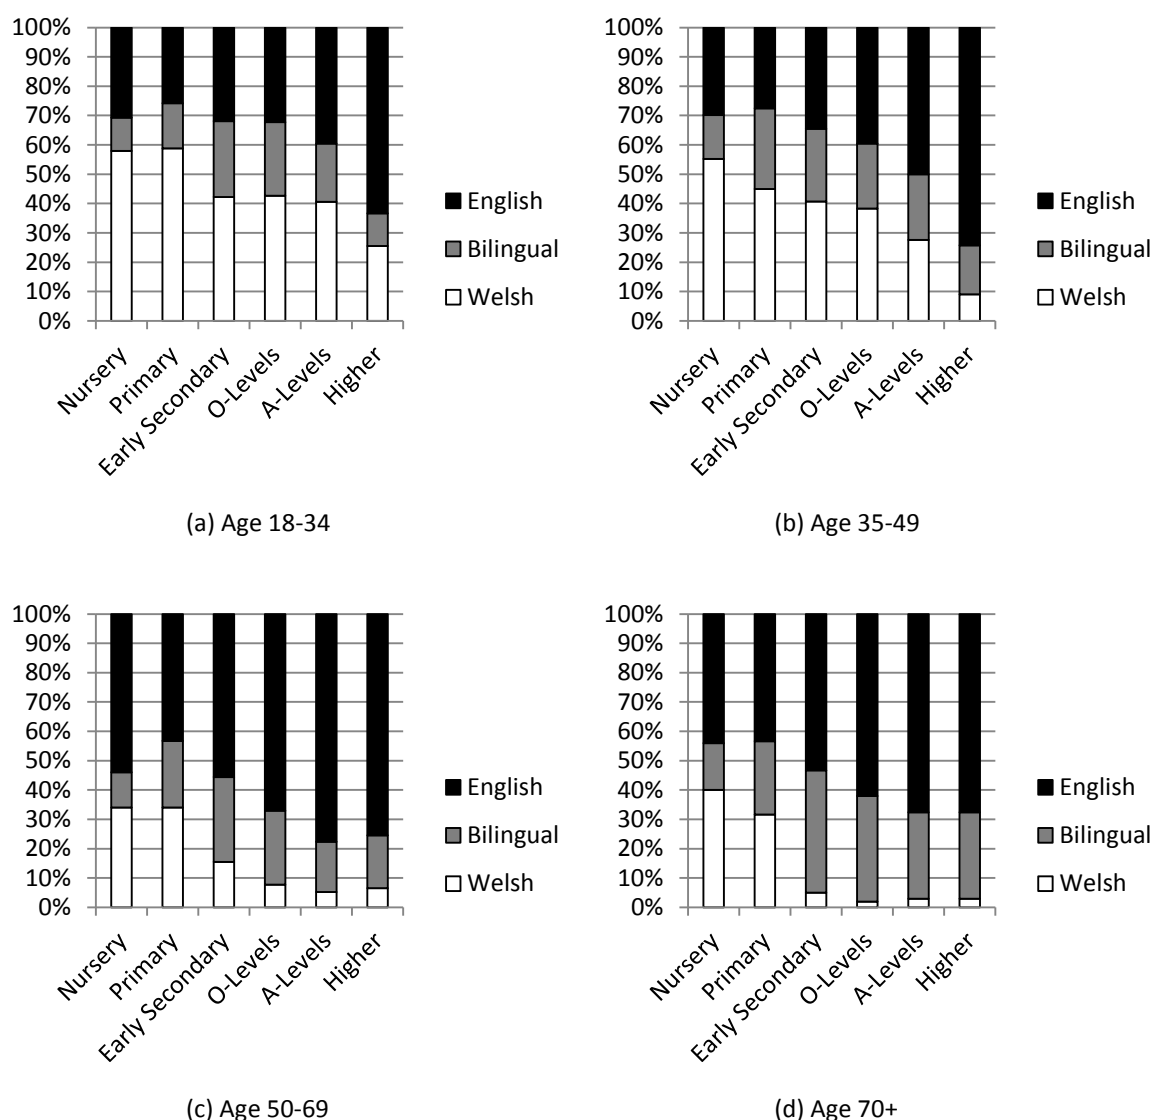 100%
90%
80%
70%
60%
50%
40%
30%
20%
10%
0%
Nursery
Primary
Early Secondary
O-Levels
A-Levels
Higher
English
Bilingual
Welsh
(a) Age 18-34
100%
90%
80%
70%
60%
50%
40%
30%
20%
10%
0%
Nursery
Primary
Early Secondary
O-Levels
A-Levels
Higher
English
Bilingual
Welsh
(b) Age 35-49
100%
90%
80%
70%
60%
50%
40%
30%
20%
10%
0%
Nursery
Primary
Early Secondary
O-Levels
A-Levels
Higher
English
Bilingual
Welsh
(c) Age 50-69
100%
90%
80%
70%
60%
50%
40%
30%
20%
10%
0%
Nursery
Primary
Early Secondary
O-Levels
A-Levels
Higher
English
Bilingual
Welsh
(d) Age 70+